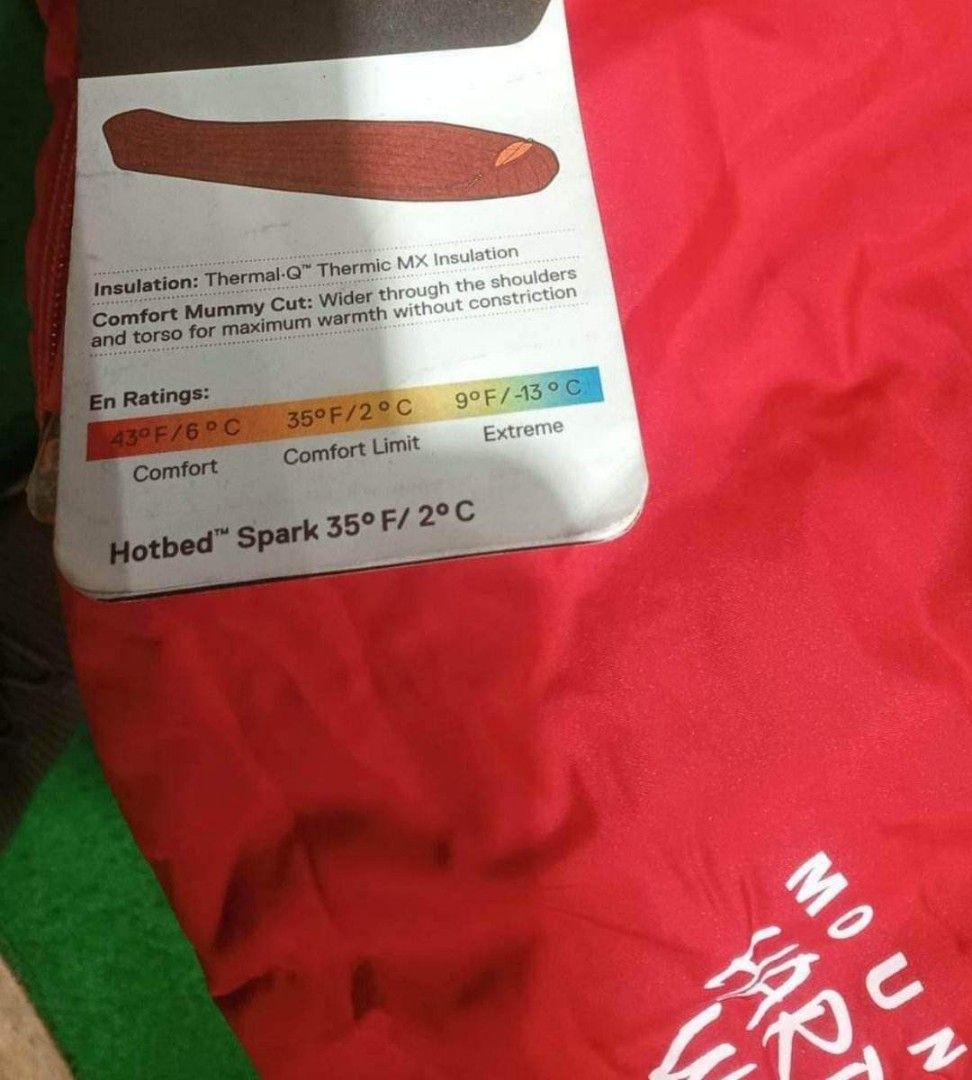 Insulation: Thermal·Q™ Thermic MX Insulation
Comfort Mummy Cut: Wider through the shoulders
and torso for maximum warmth without constriction
En Ratings:
43°F/6°C 35°F/2°C 9°F/-13°C
Comfort Comfort Limit Extreme
Hotbed™ Spark 35°F/ 2°C
MOUN
HARD